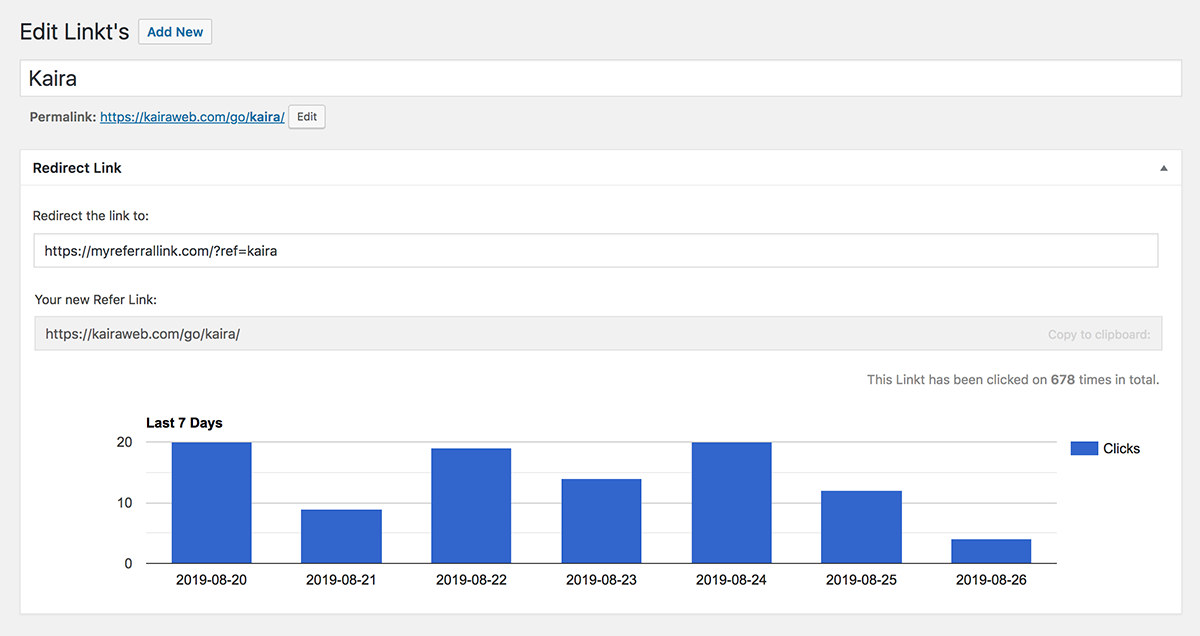 Edit Linkt's Add New
Kaira
Permalink: https://kairaweb.com/go/kaira/ Edit
Redirect Link
Redirect the link to:
https://myreferrallink.com/?ref=kaira
Your new Refer Link:
https://kairaweb.com/go/kaira/ Copy to clipboard:
This Linkt has been clicked on 678 times in total.
Last 7 Days
20
Clicks
10
0
2019-08-20 2019-08-21 2019-08-22 2019-08-23 2019-08-24 2019-08-25 2019-08-26